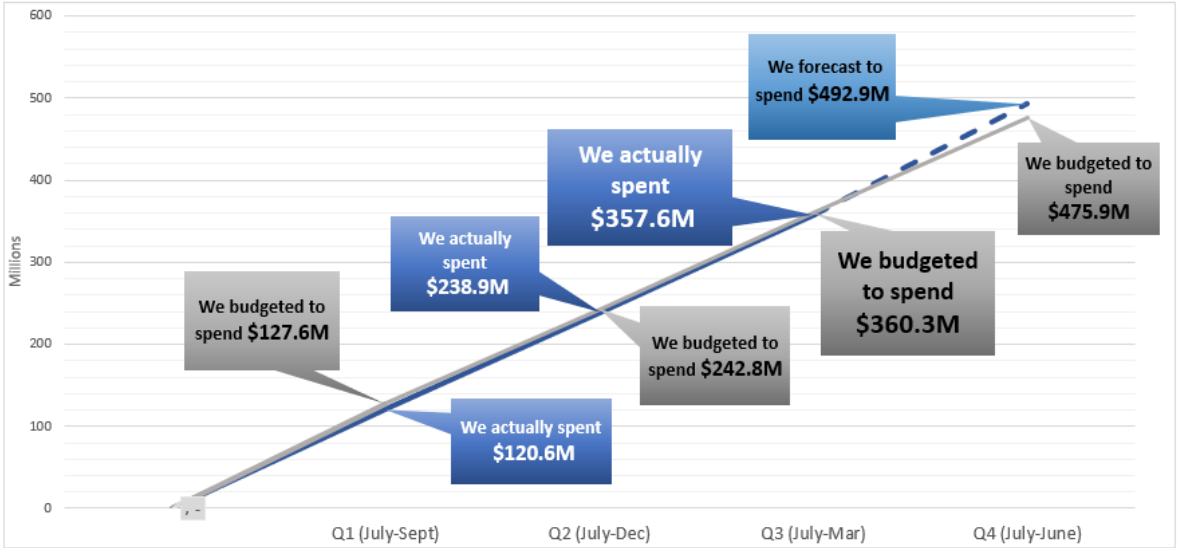 600
500
400
300
200
100
0
Millions
We forecast to
spend $492.9M
We actually
spent
$357.6M
We budgeted to
spend
$475.9M
We actually
spent
$238.9M
We budgeted
to spend
$360.3M
We budgeted to
spend $127.6M
We budgeted to
spend $242.8M
We actually spent
$120.6M
, -
Q1 (July-Sept)
Q2 (July-Dec)
Q3 (July-Mar)
Q4 (July-June)